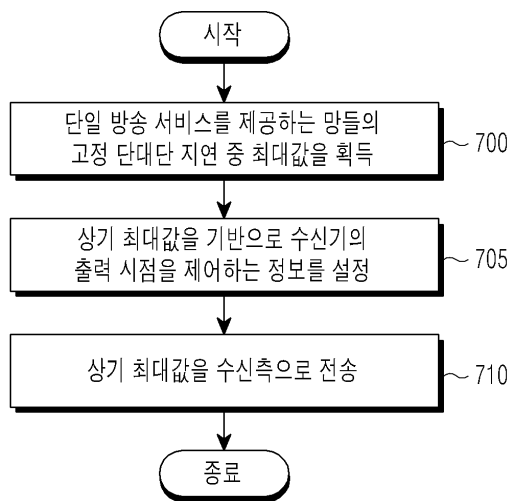 시작
단일 방송 서비스를 제공하는 망들의
고정 단대단 지연 중 최대값을 획득
700
상기 최대값을 기반으로 수신기의
출력 시점을 제어하는 정보를 설정
705
상기 최대값을 수신측으로 전송
710
종료